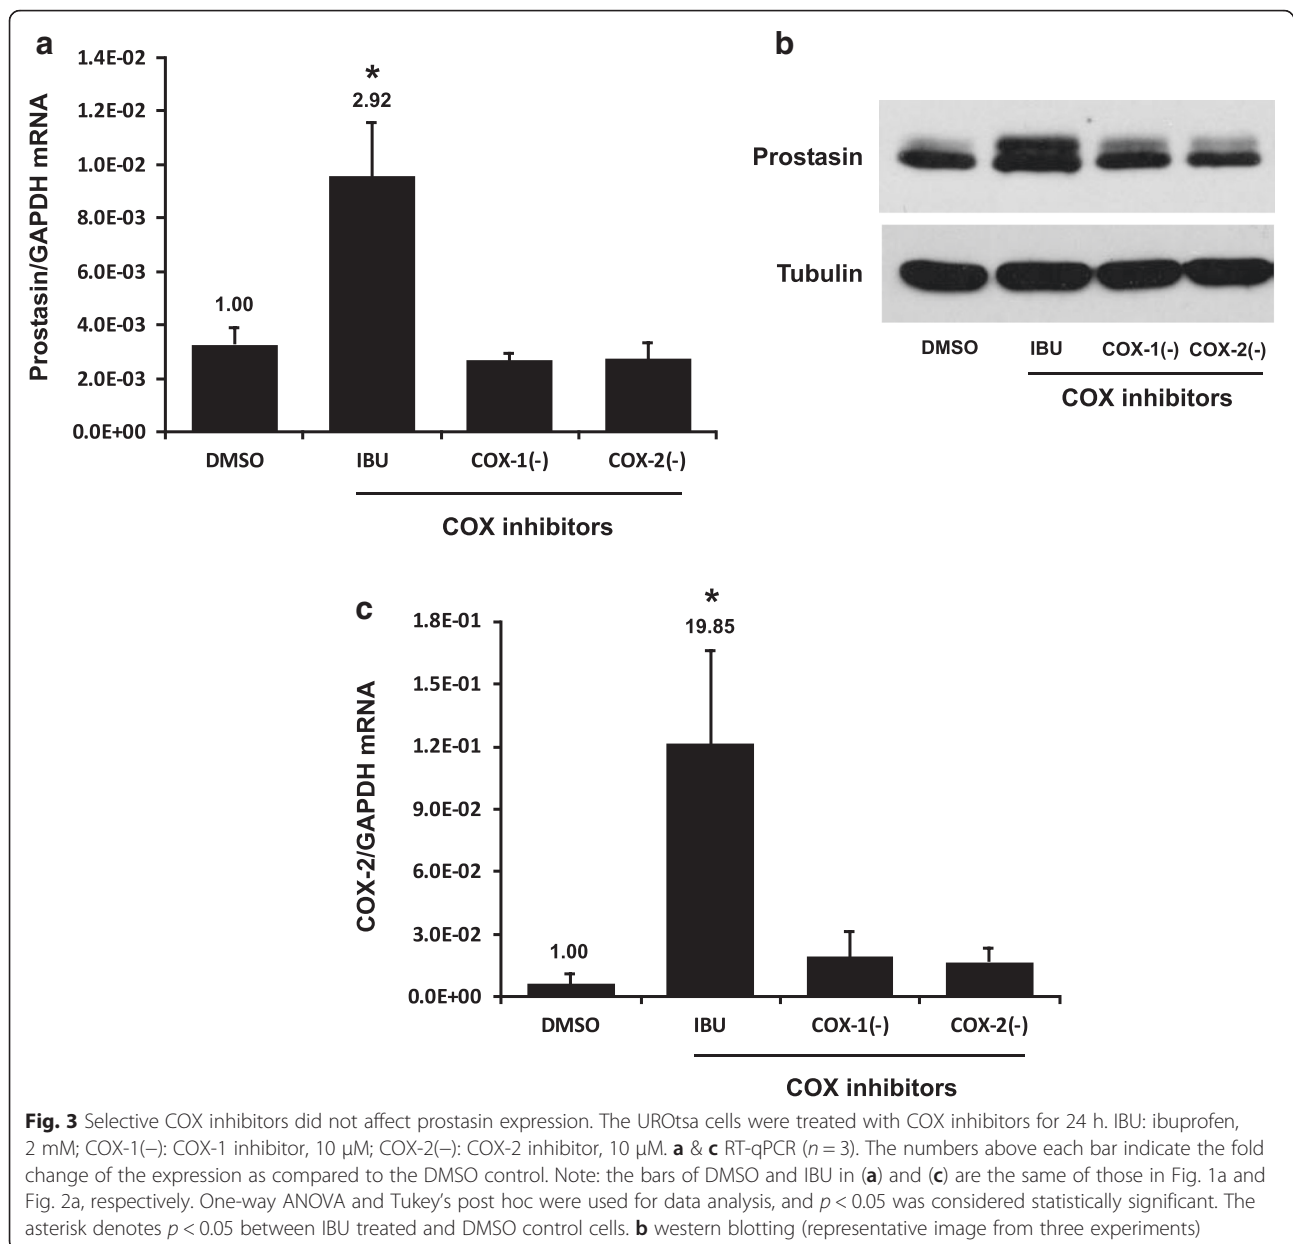 a
1.4E-02
1.2E-02
1.0E-02
8.0E-03
6.0E-03
4.0E-03
2.0E-03
0.0E+00
Prostasin/GAPDH mRNA
*
2.92
1.00
DMSO IBU COX-1(-) COX-2(-)
COX inhibitors
b
Prostasin
Tubulin
DMSO IBU COX-1(-) COX-2(-)
COX inhibitors
c
1.8E-01
1.5E-01
1.2E-01
9.0E-02
6.0E-02
3.0E-02
0.0E+00
COX-2/GAPDH mRNA
*
19.85
1.00
DMSO IBU COX-1(-) COX-2(-)
COX inhibitors
Fig. 3 Selective COX inhibitors did not affect prostasin expression. The UROtsa cells were treated with COX inhibitors for 24 h. IBU: ibuprofen,
2 mM; COX-1(−): COX-1 inhibitor, 10 μM; COX-2(−): COX-2 inhibitor, 10 μM. a & c RT-qPCR (n = 3). The numbers above each bar indicate the fold
change of the expression as compared to the DMSO control. Note: the bars of DMSO and IBU in (a) and (c) are the same of those in Fig. 1a and
Fig. 2a, respectively. One-way ANOVA and Tukey's post hoc were used for data analysis, and p < 0.05 was considered statistically significant. The
asterisk denotes p < 0.05 between IBU treated and DMSO control cells. b western blotting (representative image from three experiments)